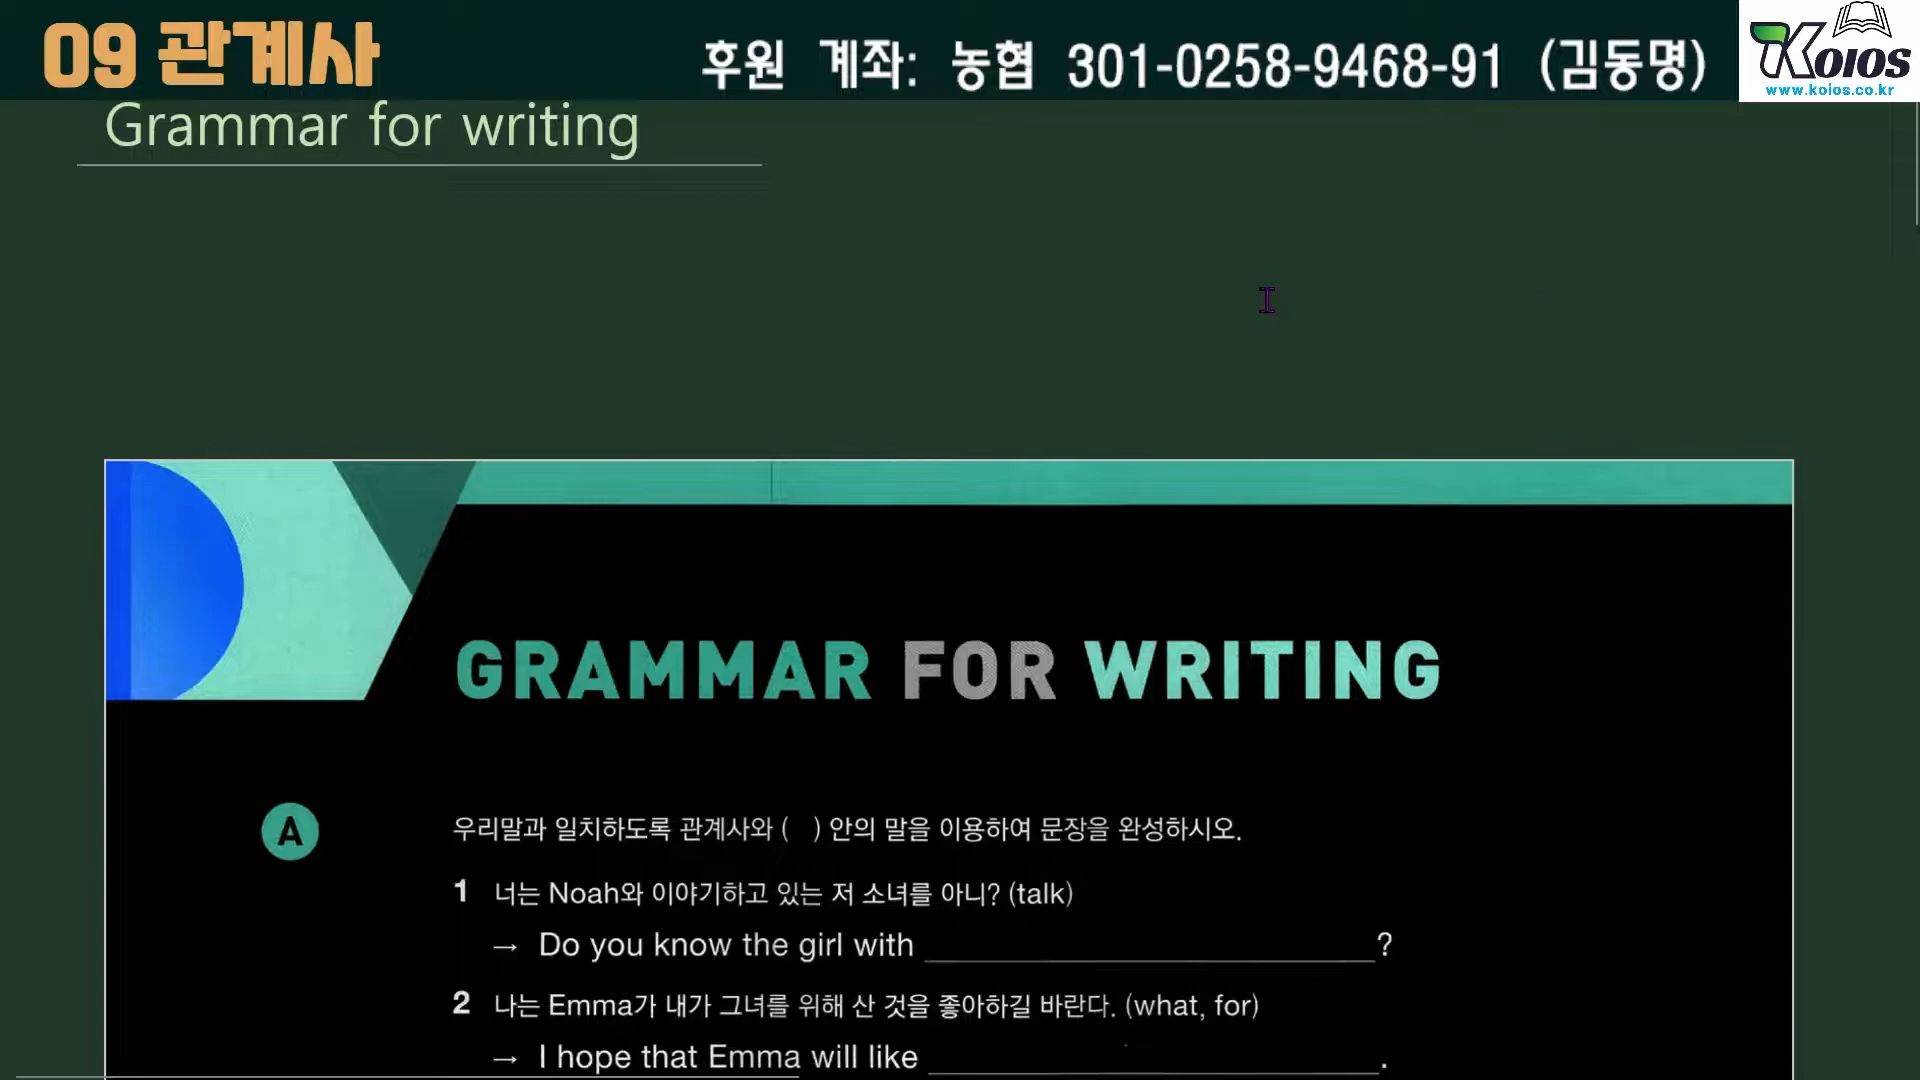 09 관계사
후원 계좌: 농협 301-0258-9468-91 (김동명)
Koios
www.koios.co.kr
Grammar for writing
GRAMMAR FOR WRITING
A 우리말과 일치하도록 관계사와 ( ) 안의 말을 이용하여 문장을 완성하시오.
1 너는 Noah와 이야기하고 있는 저 소녀를 아니? (talk)
→ Do you know the girl with ____________________?
2 나는 Emma가 내가 그녀를 위해 산 것을 좋아하길 바란다. (what, for)
→ I hope that Emma will like ____________________.